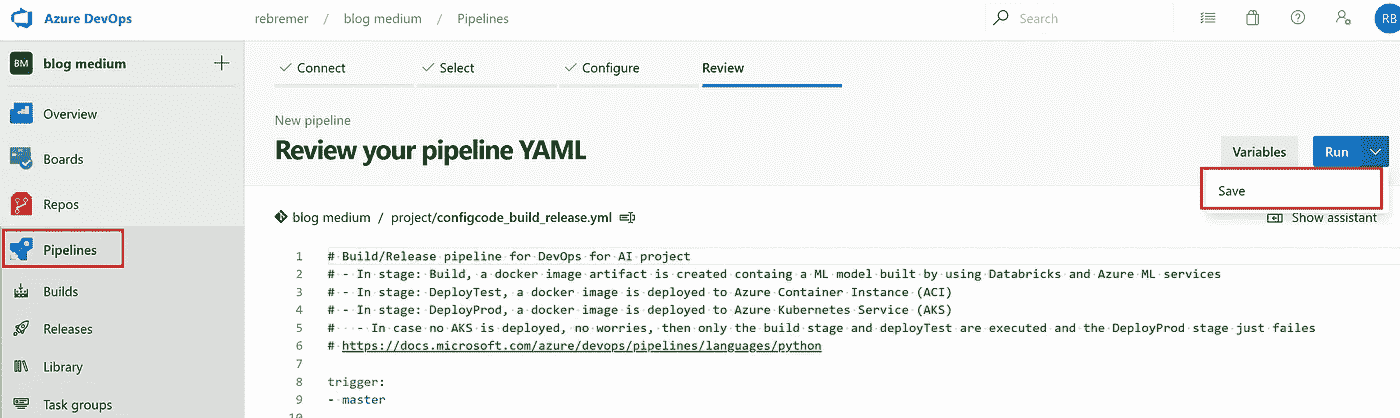 Azure DevOps
rebremer / blog medium / Pipelines
Search
RB
BM blog medium
Overview
Boards
Repos
Pipelines
Builds
Releases
Library
Task groups
Connect
Select
Configure
Review
New pipeline
Review your pipeline YAML
Variables
Run
Save
blog medium / project/configcode_build_release.yml
Show assistant
1 # Build/Release pipeline for DevOps for AI project
2 # - In stage: Build, a docker image artifact is created containg a ML model built by using Databricks and Azure ML services
3 # - In stage: DeployTest, a docker image is deployed to Azure Container Instance (ACI)
4 # - In stage: DeployProd, a docker image is deployed to Azure Kubernetes Service (AKS)
5 #   - In case no AKS is deployed, no worries, then only the build stage and deployTest are executed and the DeployProd stage just failes
6 # https://docs.microsoft.com/azure/devops/pipelines/languages/python
7
8 trigger:
9 - master
10